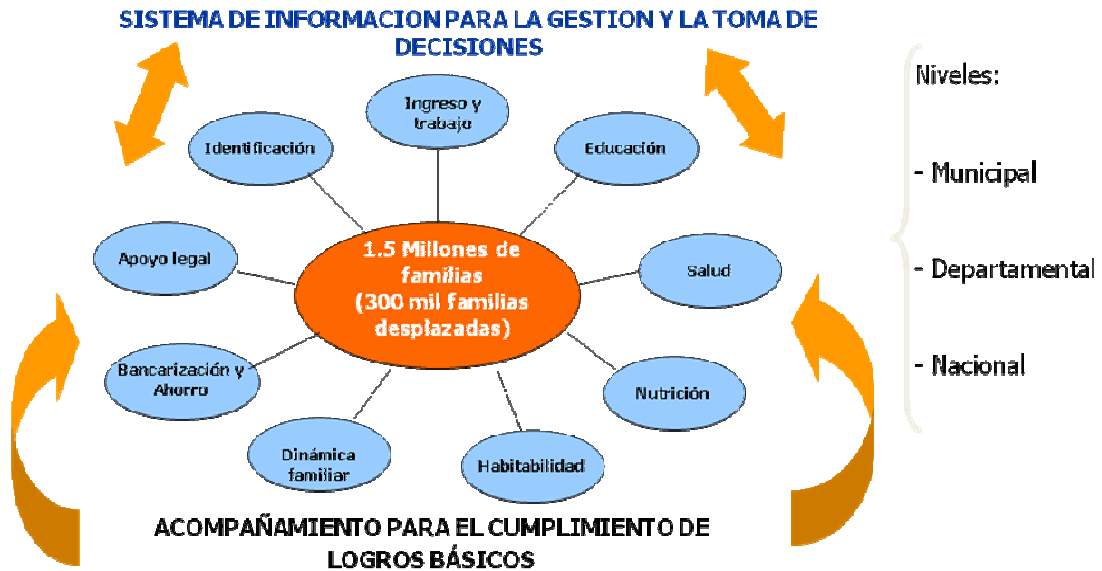 SISTEMA DE INFORMACION PARA LA GESTION Y LA TOMA DE
DECISIONES
Ingreso y
trabajo
Identificación
Educación
Apoyo legal
1.5 Millones de
familias
(300 mil familias
desplazadas)
Salud
Bancarización y
Ahorro
Nutrición
Dinámica
familiar
Habitabilidad
ACOMPAÑAMIENTO PARA EL CUMPLIMIENTO DE
LOGROS BÁSICOS
Niveles:
- Municipal
- Departamental
- Nacional